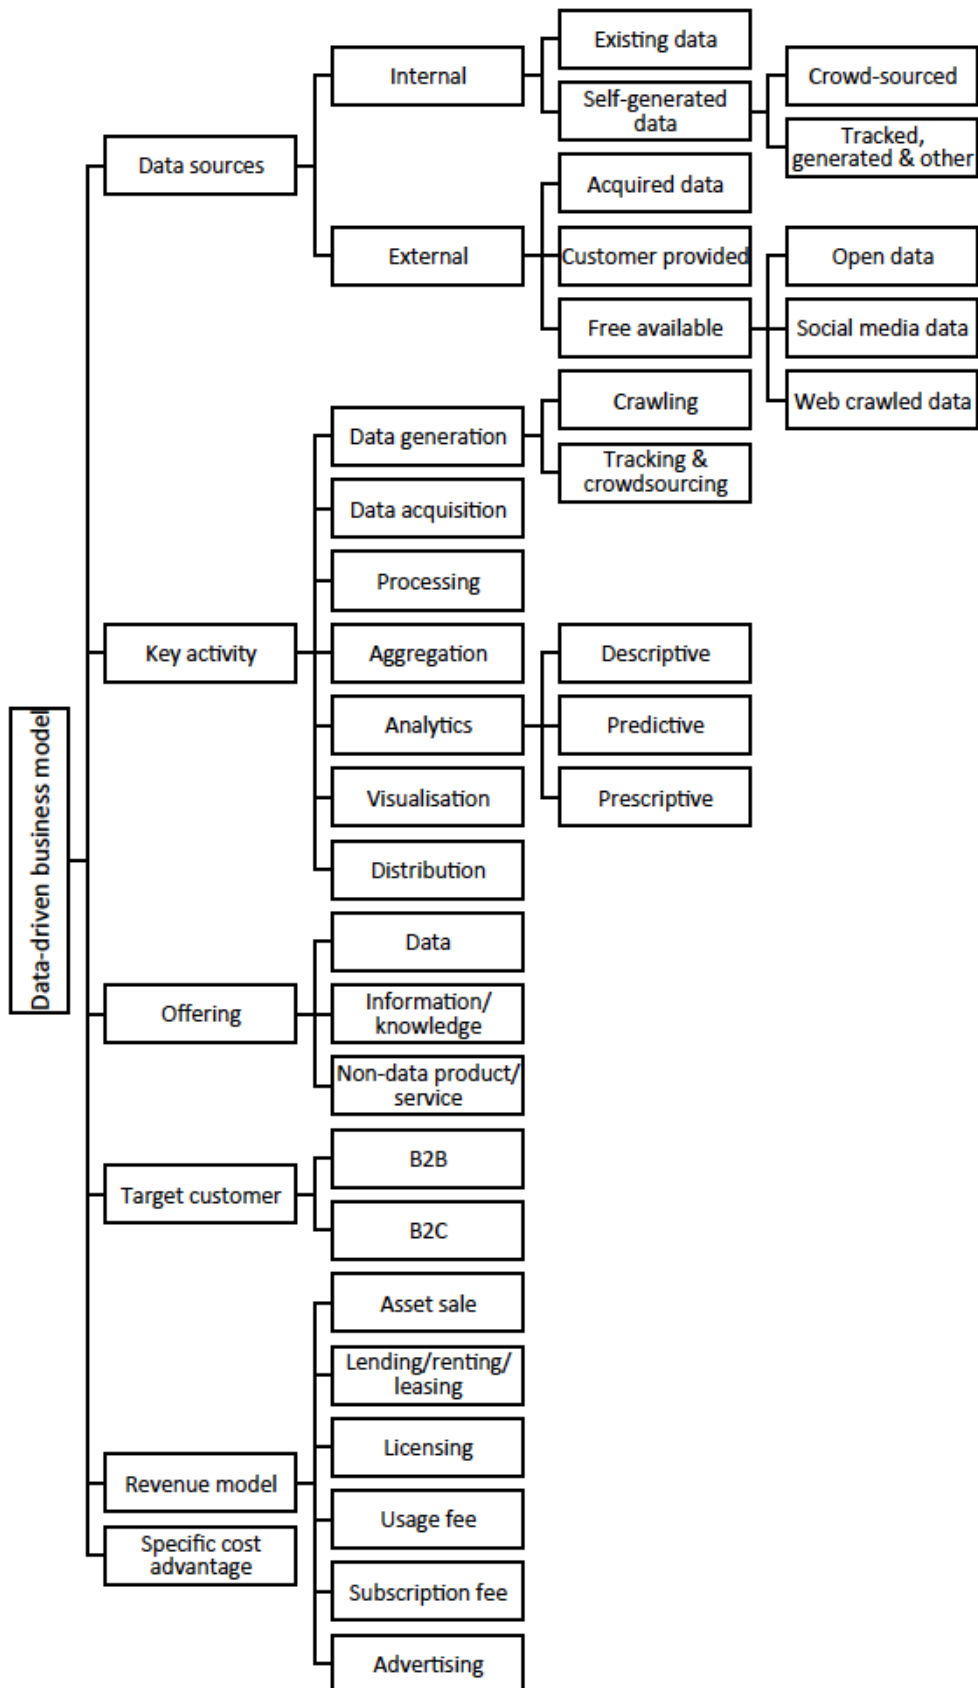 Data-driven business model
Data sources
Internal
Existing data
Self-generated
data
Crowd-sourced
Tracked,
generated & other
External
Acquired data
Customer provided
Free available
Open data
Social media data
Web crawled data
Key activity
Data generation
Crawling
Tracking &
crowdsourcing
Data acquisition
Processing
Aggregation
Analytics
Descriptive
Predictive
Prescriptive
Visualisation
Distribution
Offering
Data
Information/
knowledge
Non-data product/
service
Target customer
B2B
B2C
Revenue model
Asset sale
Lending/renting/
leasing
Licensing
Usage fee
Subscription fee
Advertising
Specific cost
advantage